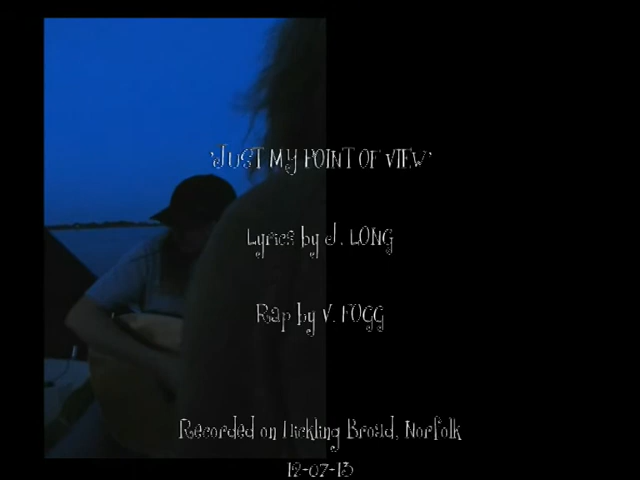 'JUST MY POINT OF VIEW'
Lyrics by J. LONG
Rap by V. FOGG
Recorded on Hickling Broad, Norfolk
12-07-13